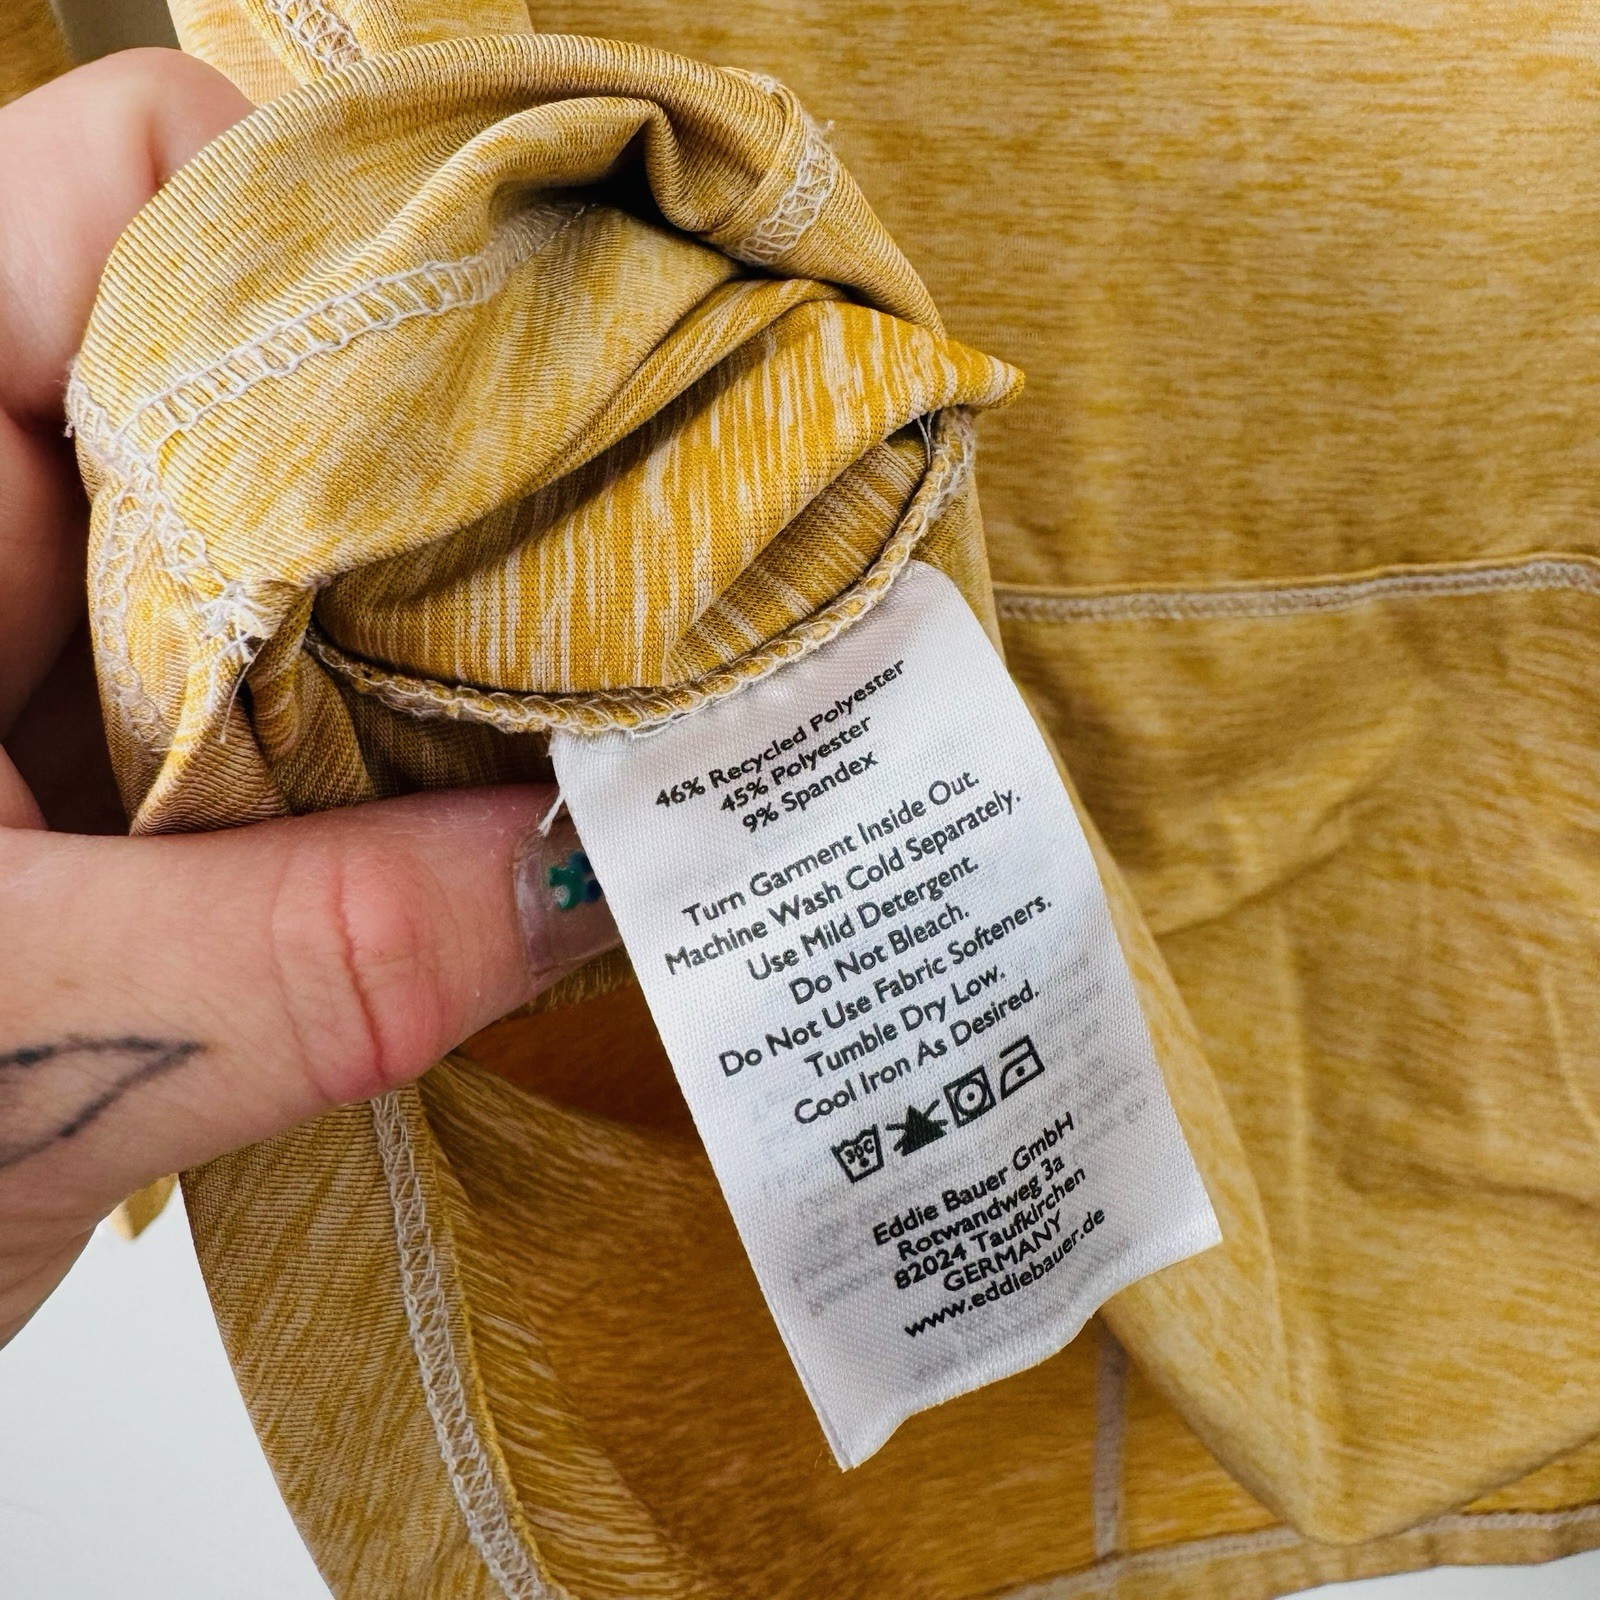 46% Recycled Polyester
45% Polyester
9% Spandex
Turn Garment Inside Out.
Machine Wash Cold Separately.
Use Mild Detergent.
Do Not Bleach.
Do Not Use Fabric Softeners.
Tumble Dry Low.
Cool Iron As Desired.
30C
Eddie Bauer GmbH
Rotwandweg 3a
82024 Taufkirchen
GERMANY
www.eddiebauer.de